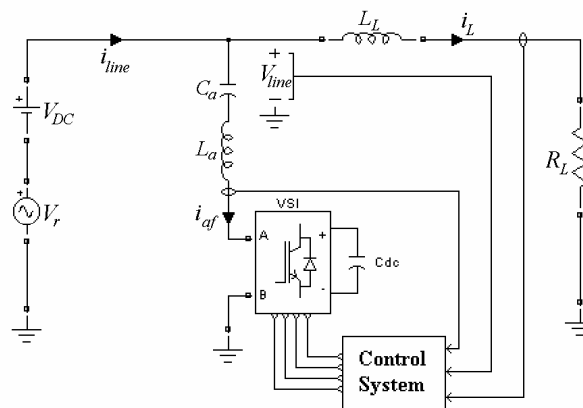 L_L
i_L
i_line
+
V_line
-
C_a
+
V_DC
L_a
R_L
+
V_r
i_af
VSI
A
+
Cdc
B
-
Control
System